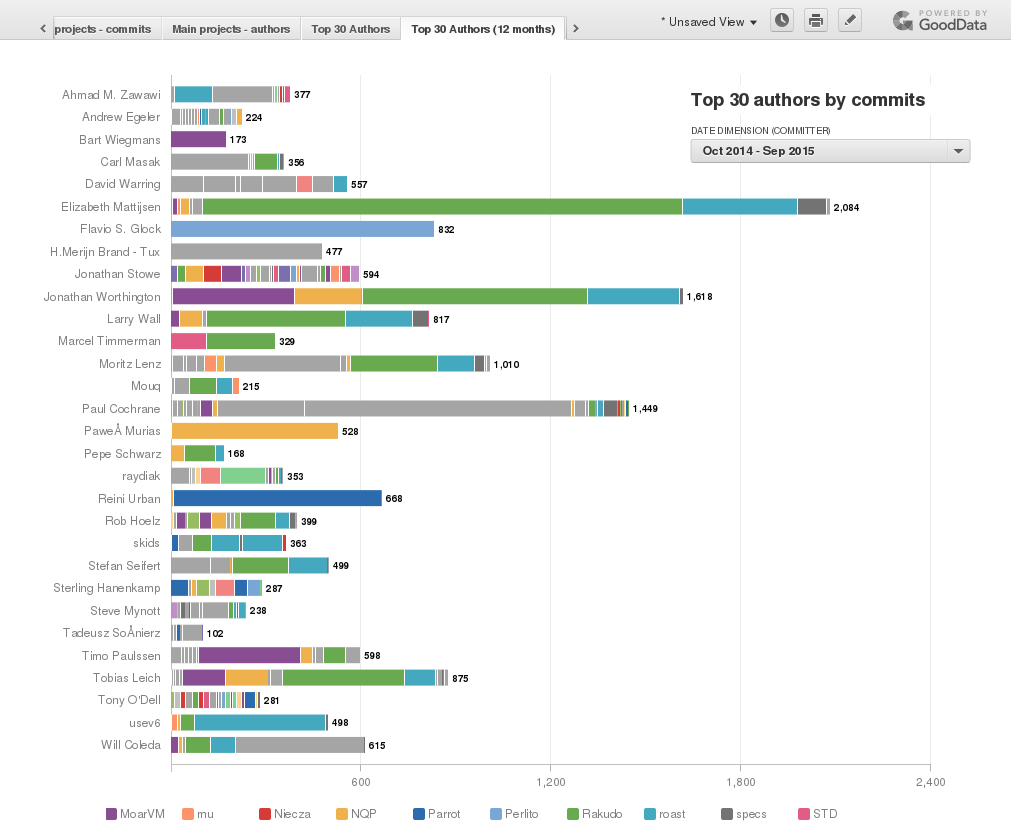 projects - commits Main projects - authors Top 30 Authors Top 30 Authors (12 months) * Unsaved View POWERED BY GoodData
Top 30 authors by commits
DATE DIMENSION (COMMITTER)
Oct 2014 - Sep 2015
Ahmad M. Zawawi 377
Andrew Egeler 224
Bart Wiegmans 173
Carl Masak 356
David Warring 557
Elizabeth Mattijsen 2,084
Flavio S. Glock 832
H.Merijn Brand - Tux 477
Jonathan Stowe 594
Jonathan Worthington 1,618
Larry Wall 817
Marcel Timmerman 329
Moritz Lenz 1,010
Mouq 215
Paul Cochrane 1,449
PaweÅ Murias 528
Pepe Schwarz 168
raydiak 353
Reini Urban 668
Rob Hoelz 399
skids 363
Stefan Seifert 499
Sterling Hanenkamp 287
Steve Mynott 238
Tadeusz SoÅnierz 102
Timo Paulssen 598
Tobias Leich 875
Tony O'Dell 281
usev6 498
Will Coleda 615
600 1,200 1,800 2,400
MoarVM mu Niecza NQP Parrot Perlito Rakudo roast specs STD